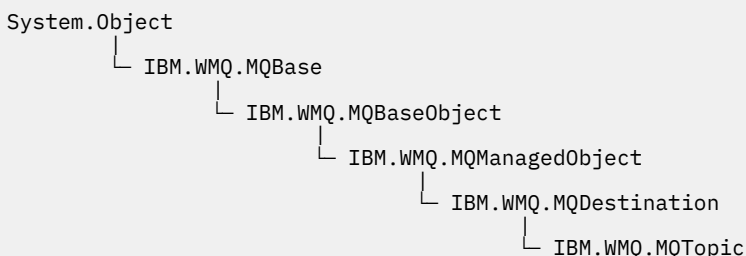 System.Object
IBM.WMQ.MQBase
IBM.WMQ.MQBaseObject
IBM.WMQ.MQManagedObject
IBM.WMQ.MQDestination
IBM.WMQ.MQTopic